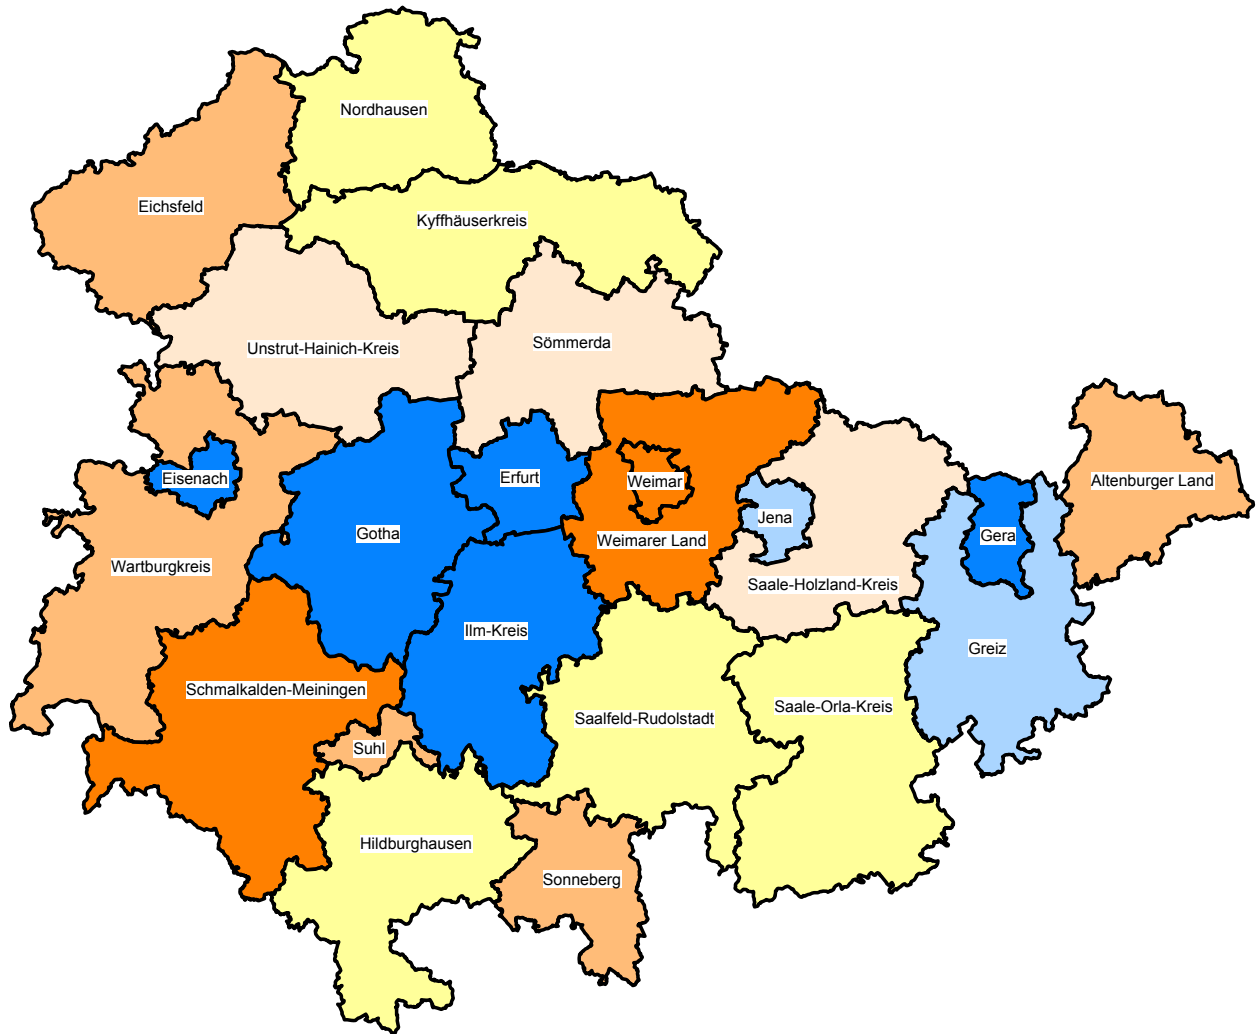 Nordhausen
Eichsfeld
Kyffhäuserkreis
Unstrut-Hainich-Kreis
Sömmerda
Eisenach
Erfurt
Weimar
Altenburger Land
Jena
Gotha
Weimarer Land
Gera
Wartburgkreis
Saale-Holzland-Kreis
Ilm-Kreis
Greiz
Schmalkalden-Meiningen
Saalfeld-Rudolstadt
Saale-Orla-Kreis
Suhl
Hildburghausen
Sonneberg